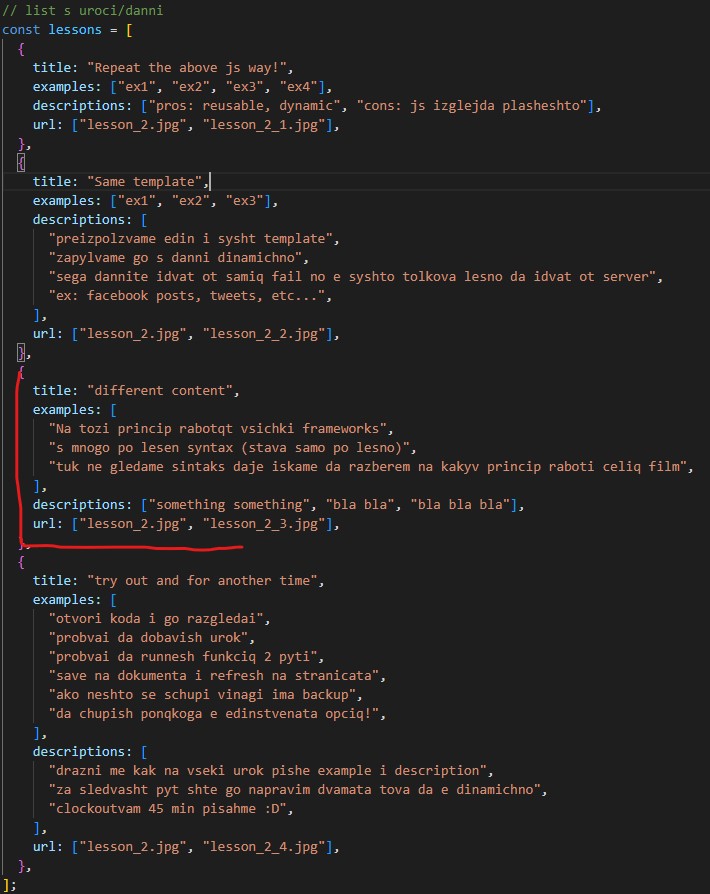 // list s uroci/danni
const lessons = [
{
title: "Repeat the above js way!",
examples: ["ex1", "ex2", "ex3", "ex4"],
descriptions: ["pros: reusable, dynamic", "cons: js izglejda plasheshto"],
url: ["lesson_2.jpg", "lesson_2_1.jpg"],
},
{
title: "Same template",
examples: ["ex1", "ex2", "ex3"],
descriptions: [
"preizpolzvame edin i sysht template",
"zapylvame go s danni dinamichno",
"sega dannite idvat ot samiq fail no e syshto tolkova lesno da idvat ot server",
"ex: facebook posts, tweets, etc...",
],
url: ["lesson_2.jpg", "lesson_2_2.jpg"],
},
{
title: "different content",
examples: [
"Na tozi princip rabotqt vsichki frameworks",
"s mnogo po lesen syntax (stava samo po lesno)",
"tuk ne gledame sintaks daje iskame da razberem na kakyv princip raboti celiq film",
],
descriptions: ["something something", "bla bla", "bla bla bla"],
url: ["lesson_2.jpg", "lesson_2_3.jpg"],
},
{
title: "try out and for another time",
examples: [
"otvori koda i go razgledai",
"probvai da dobavish urok",
"probvai da runnesh funkciq 2 pyti",
"save na dokumenta i refresh na stranicata",
"ako neshto se schupi vinagi ima backup",
"da chupish ponqkoga e edinstvenata opciq!",
],
descriptions: [
"drazni me kak na vseki urok pishe example i description",
"za sledvasht pyt shte go napravim dvamata tova da e dinamichno",
"clockoutvam 45 min pisahme :D",
],
url: ["lesson_2.jpg", "lesson_2_4.jpg"],
},
];